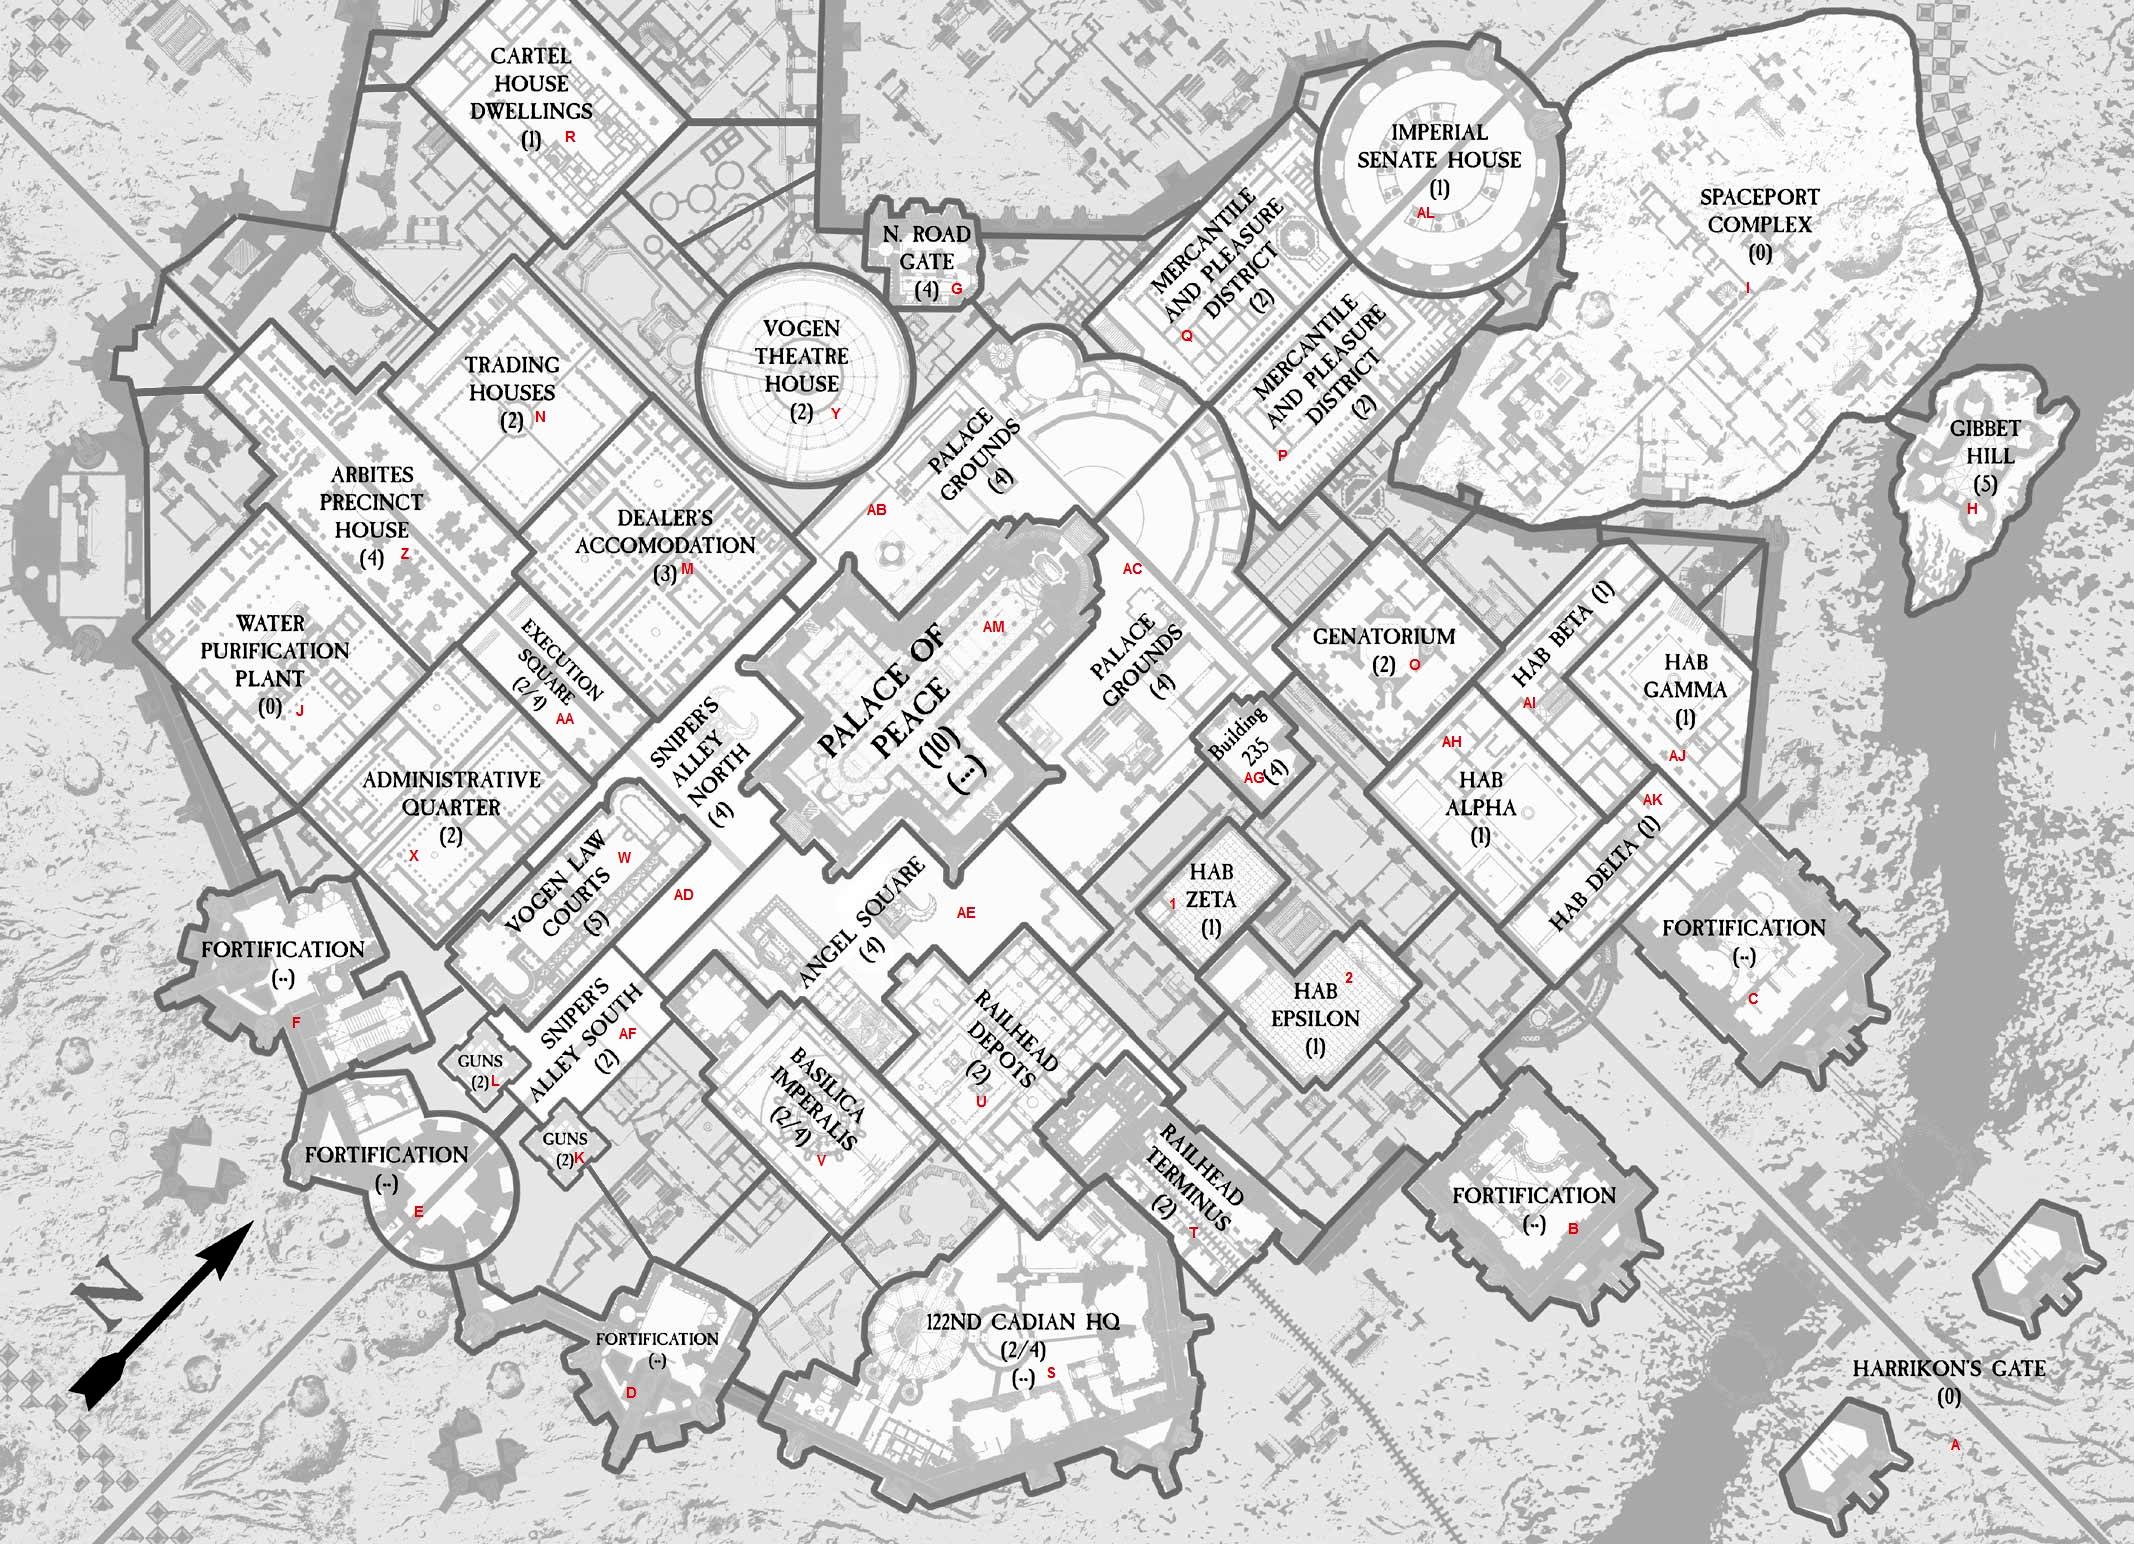 CARTEL
HOUSE
DWELLINGS
(1) R
N. ROAD
GATE
(4) G
MERCANTILE
AND PLEASURE
DISTRICT
(2)
Q
IMPERIAL
SENATE HOUSE
(1)
AL
SPACEPORT
COMPLEX
(0)
I
MERCANTILE
AND PLEASURE
DISTRICT
(2)
P
GIBBET
HILL
(5)
H
TRADING
HOUSES
(2) N
VOGEN
THEATRE
HOUSE
(2) Y
PALACE
GROUNDS
(4)
AB
ARBITES
PRECINCT
HOUSE
(4) Z
DEALER'S
ACCOMODATION
(3) M
AC
PALACE
GROUNDS
(4)
WATER
PURIFICATION
PLANT
(0) J
EXECUTION
SQUARE
(2/4)
AA
SNIPER'S
ALLEY
NORTH
(4)
AM
PALACE OF
PEACE
(10)
(--)
GENATORIUM
(2) O
HAB BETA (1)
AI
HAB
GAMMA
(1)
AJ
Building
235
(4)
AG
AH
HAB
ALPHA
(1)
AK
HAB DELTA (1)
ADMINISTRATIVE
QUARTER
(2)
X
VOGEN LAW
COURTS
(5)
W
AD
ANGEL SQUARE
(4)
AE
HAB
ZETA
(1)
1
2
HAB
EPSILON
(1)
FORTIFICATION
(--)
C
FORTIFICATION
(--)
F
SNIPER'S
ALLEY SOUTH
(2)
AF
GUNS
(2) L
GUNS
(2) K
BASILICA
IMPERALIS
(2/4)
V
RAILHEAD
DEPOTS
(2)
U
RAILHEAD
TERMINUS
(2)
T
FORTIFICATION
(--)
E
FORTIFICATION
(--) B
N
FORTIFICATION
(--)
D
122ND CADIAN HQ
(2/4)
(--) S
HARRIKON'S GATE
(0)
A